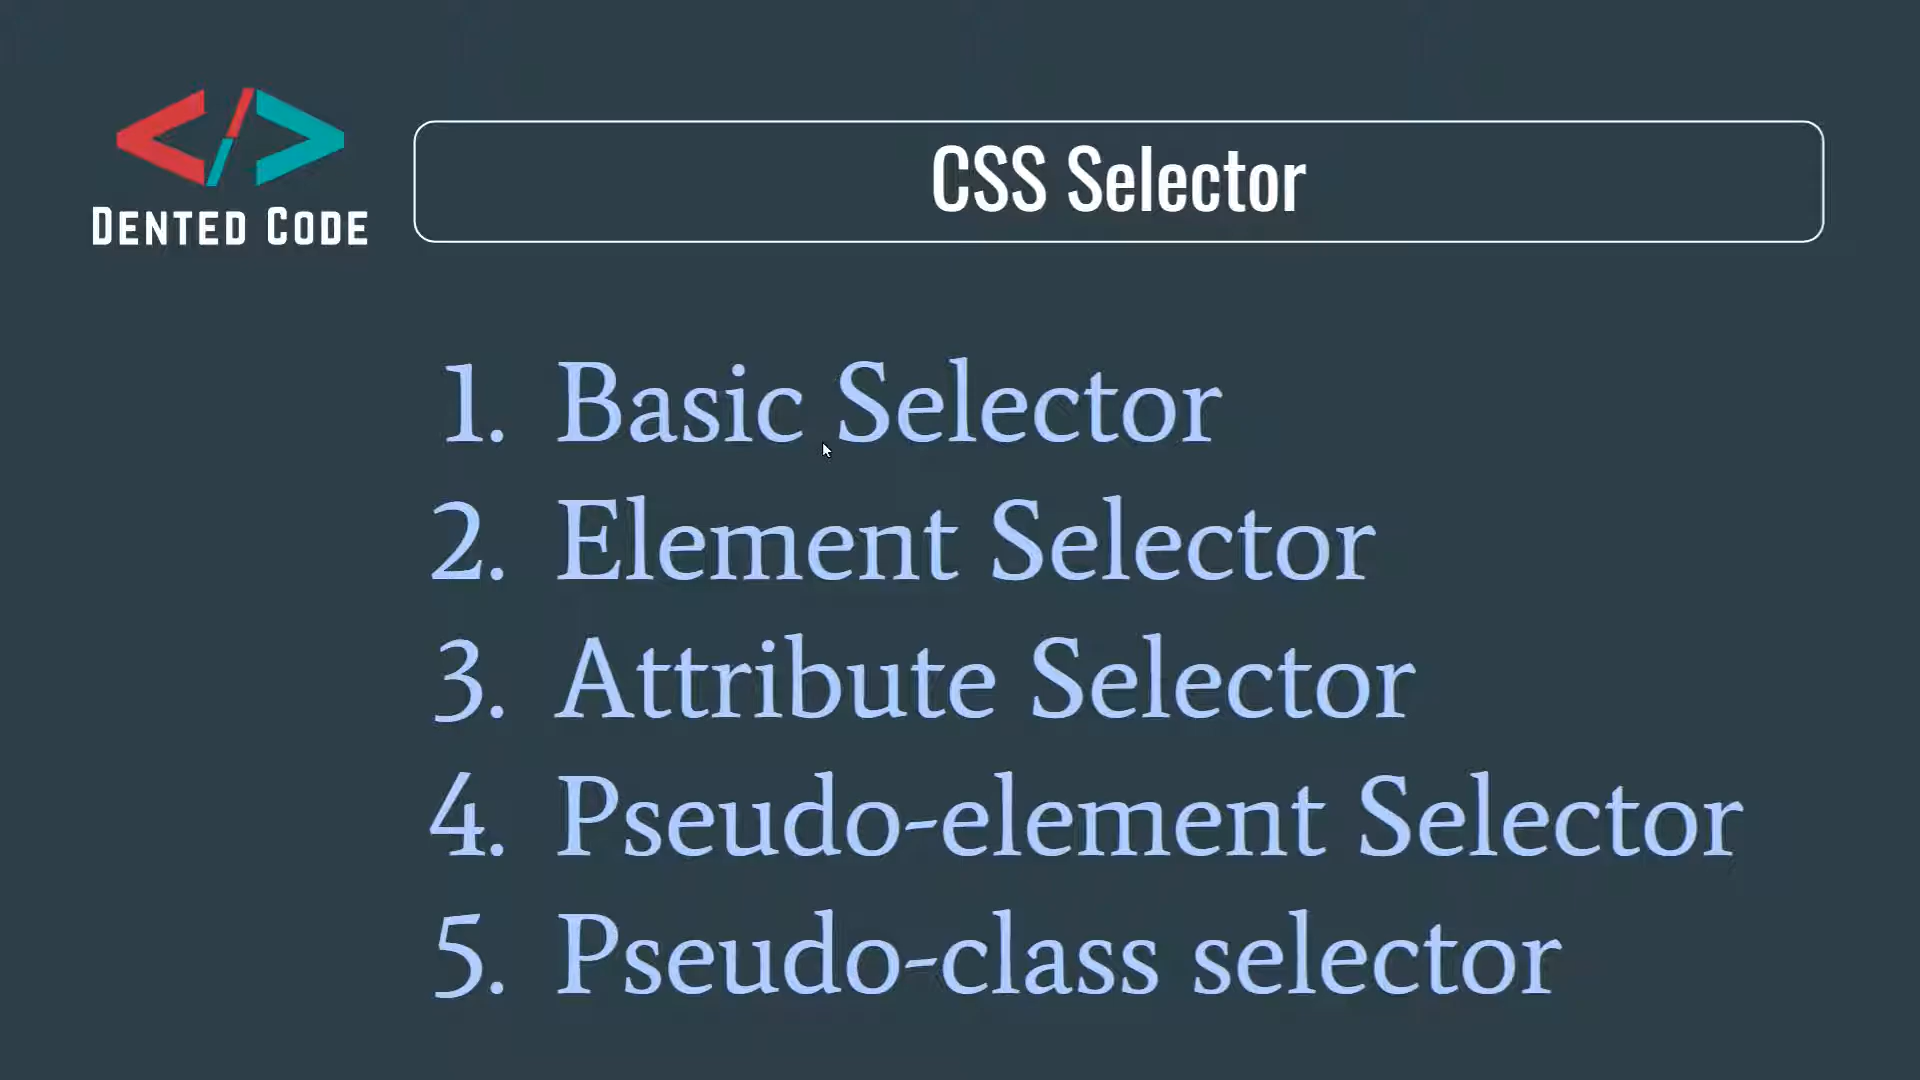 </>
DENTED CODE
CSS Selector
1. Basic Selector
2. Element Selector
3. Attribute Selector
4. Pseudo-element Selector
5. Pseudo-class selector